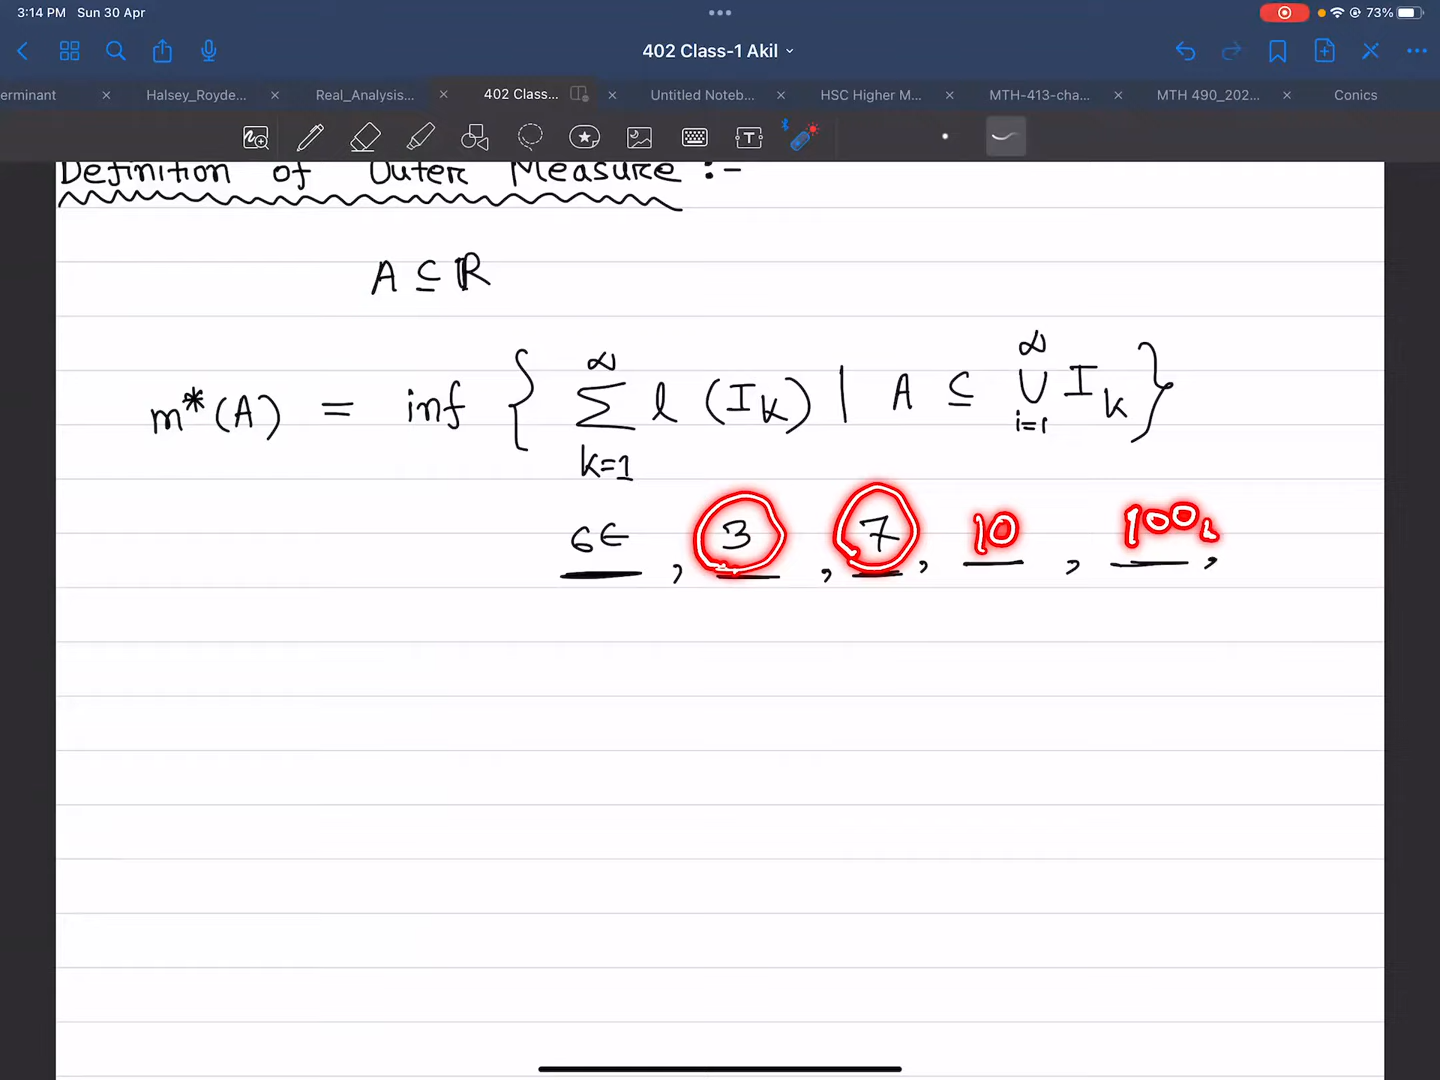 3:14 PM Sun 30 Apr 73%
402 Class-1 Akil
erminant Halsey_Royde... Real_Analysis... 402 Class... Untitled Noteb... HSC Higher M... MTH-413-cha... MTH 490_202... Conics
Definition of Outer Measure :-
A ⊆ ℝ
m*(A) = inf { ∑_{k=1}^{∞} l (I_k) | A ⊆ ∪_{i=1}^{∞} I_k }
6∈ , 3 , 7 , 10 , 100 ,